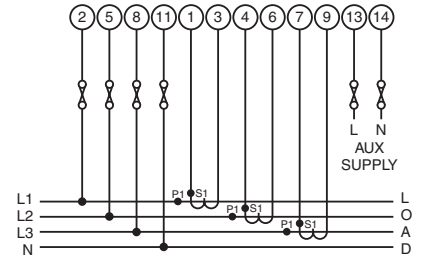 2 5 8 11 1 3 4 6 7 9 13 14
L N
AUX
SUPPLY
L1 P1 S1 L
L2 P1 S1 O
L3 P1 S1 A
N D